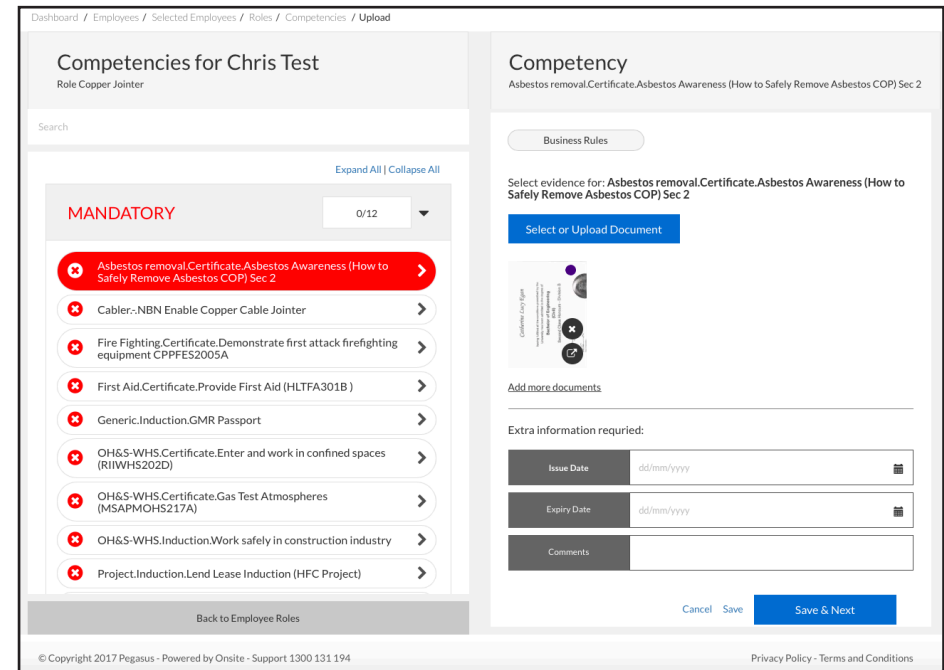 Dashboard / Employees / Selected Employees / Roles / Competencies / Upload
Competencies for Chris Test
Role Copper Jointer
Search
Expand All | Collapse All
MANDATORY
0/12
Asbestos removal.Certificate.Asbestos Awareness (How to
Safely Remove Asbestos COP) Sec 2
Cabler.-.NBN Enable Copper Cable Jointer
Fire Fighting.Certificate.Demonstrate first attack firefighting
equipment CPPFES2005A
First Aid.Certificate.Provide First Aid (HLTFA301B )
Generic.Induction.GMR Passport
OH&S-WHS.Certificate.Enter and work in confined spaces
(RIIWHS202D)
OH&S-WHS.Certificate.Gas Test Atmospheres
(MSAPMOHS217A)
OH&S-WHS.Induction.Work safely in construction industry
Project.Induction.Lend Lease Induction (HFC Project)
Back to Employee Roles
Competency
Asbestos removal.Certificate.Asbestos Awareness (How to Safely Remove Asbestos COP) Sec 2
Business Rules
Select evidence for: Asbestos removal.Certificate.Asbestos Awareness (How to
Safely Remove Asbestos COP) Sec 2
Select or Upload Document
Catherine Lucy Egan
Bachelor of Engineering
(Civil)
Add more documents
Extra information requried:
Issue Date
dd/mm/yyyy
Expiry Date
dd/mm/yyyy
Comments
Cancel
Save
Save & Next
© Copyright 2017 Pegasus - Powered by Onsite - Support 1300 131 194
Privacy Policy - Terms and Conditions